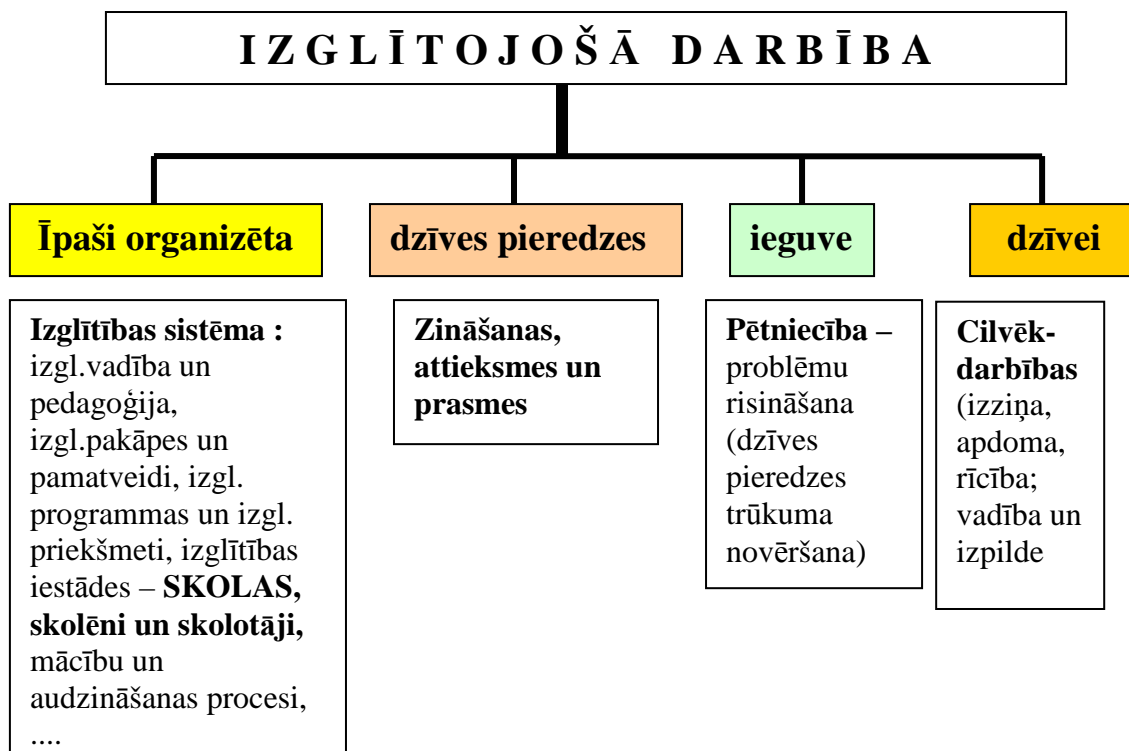 IZGLĪTOJOŠĀ DARBĪBA
Īpaši organizēta
dzīves pieredzes
ieguve
dzīvei
Izglītības sistēma :
izgl.vadība un
pedagoģija,
izgl.pakāpes un
pamatveidi, izgl.
programmas un izgl.
priekšmeti, izglītības
iestādes – SKOLAS,
skolēni un skolotāji,
mācību un
audzināšanas procesi,
....
Zināšanas,
attieksmes un
prasmes
Pētniecība –
problēmu
risināšana
(dzīves
pieredzes
trūkuma
novēršana)
Cilvēk-
darbības
(izziņa,
apdoma,
rīcība;
vadība un
izpilde